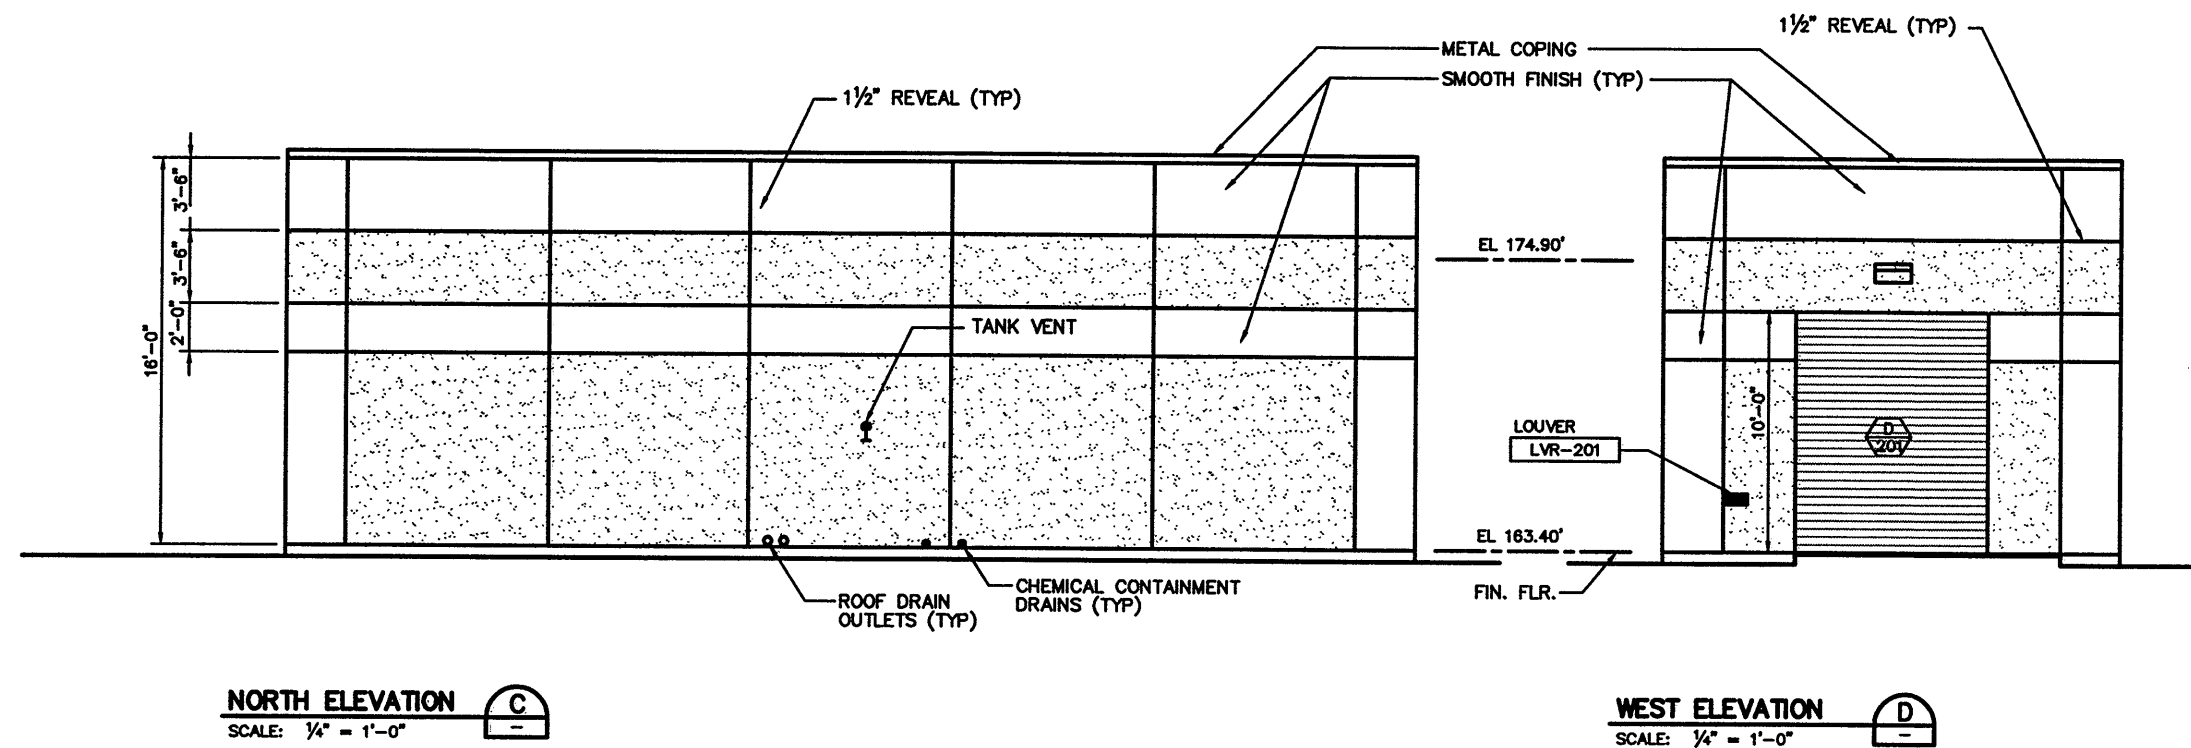 1½" REVEAL (TYP)
METAL COPING
SMOOTH FINISH (TYP)
1½" REVEAL (TYP)
3'-6"
3'-6"
2'-0"
16'-0"
EL 174.90'
TANK VENT
10'-0"
D
201
LOUVER
LVR-201
EL 163.40'
FIN. FLR.
ROOF DRAIN
OUTLETS (TYP)
CHEMICAL CONTAINMENT
DRAINS (TYP)
NORTH ELEVATION
C
-
SCALE: ¼" = 1'-0"
WEST ELEVATION
D
-
SCALE: ¼" = 1'-0"